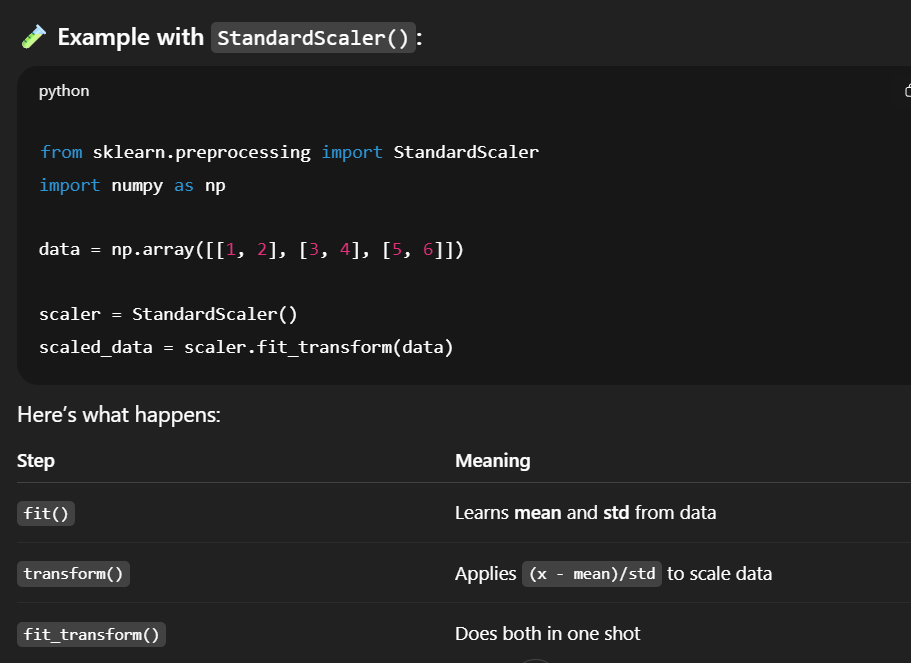 Example with StandardScaler():
python
from sklearn.preprocessing import StandardScaler
import numpy as np
data = np.array([[1, 2], [3, 4], [5, 6]])
scaler = StandardScaler()
scaled_data = scaler.fit_transform(data)
Here’s what happens:
Step Meaning
fit() Learns mean and std from data
transform() Applies (x - mean)/std to scale data
fit_transform() Does both in one shot